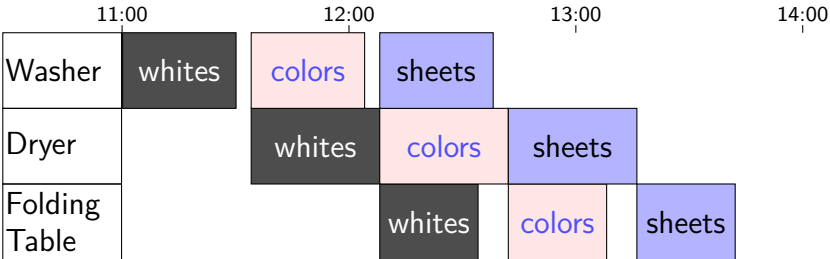 11:00 12:00 13:00 14:00
Washer whites colors sheets
Dryer whites colors sheets
Folding
Table
whites colors sheets